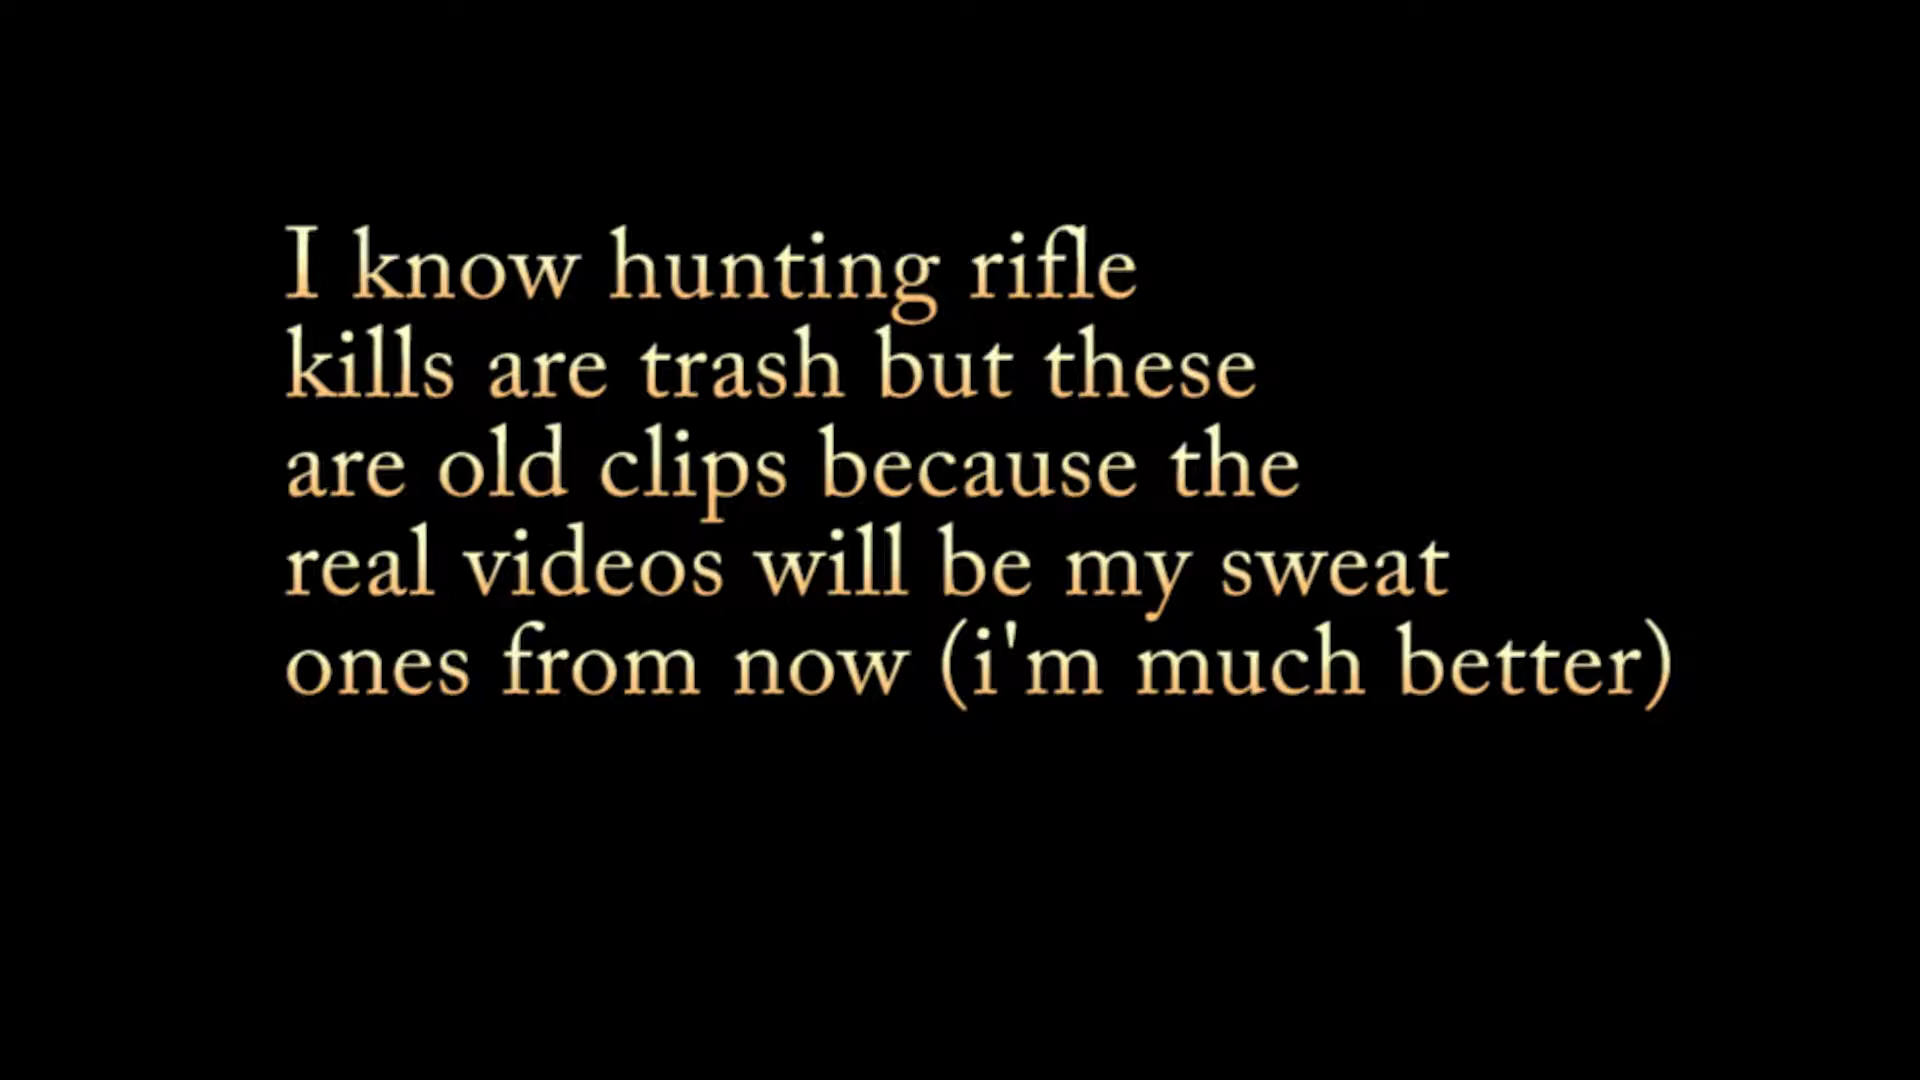 I know hunting rifle
kills are trash but these
are old clips because the
real videos will be my sweat
ones from now (i'm much better)